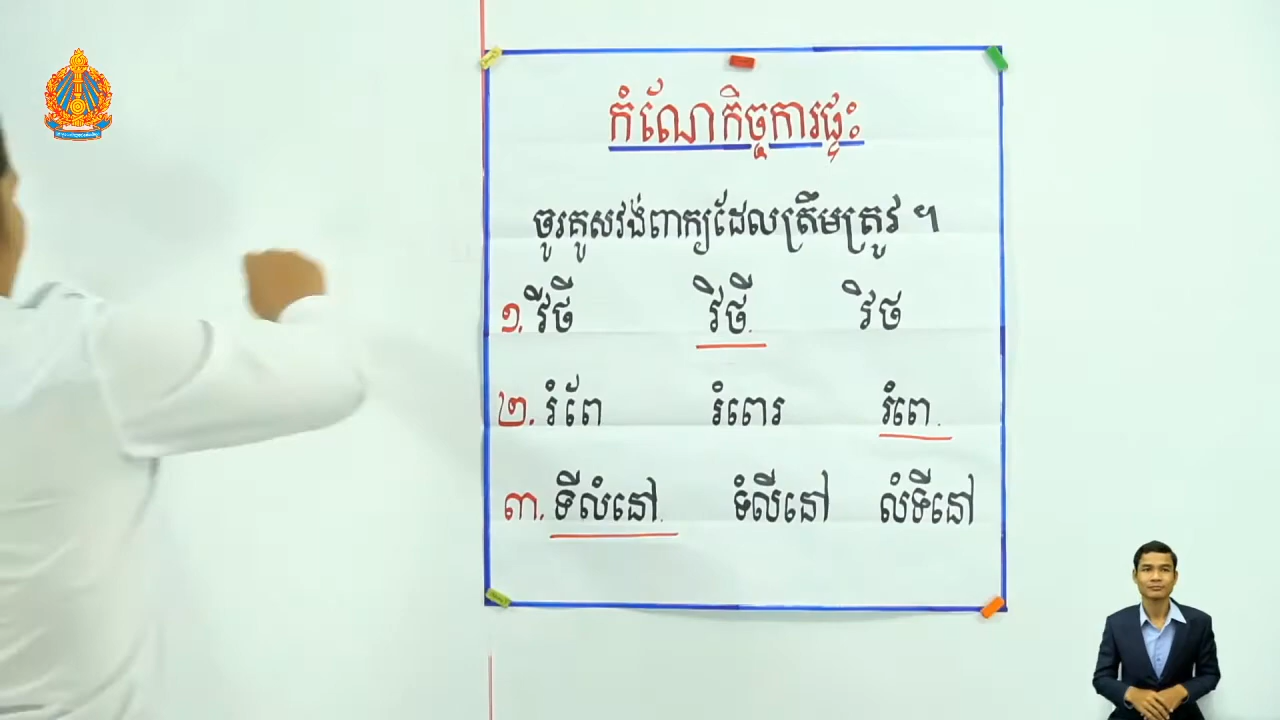 កំណែកិច្ចការផ្ទះ
ចូរគូសវង់ពាក្យដែលត្រឹមត្រូវ ។
១. វីថី វិថី វិថ
២. រំពែ រំពេរ រំពេ
៣. ទីលំនៅ ទំលីនៅ លំទីនៅ